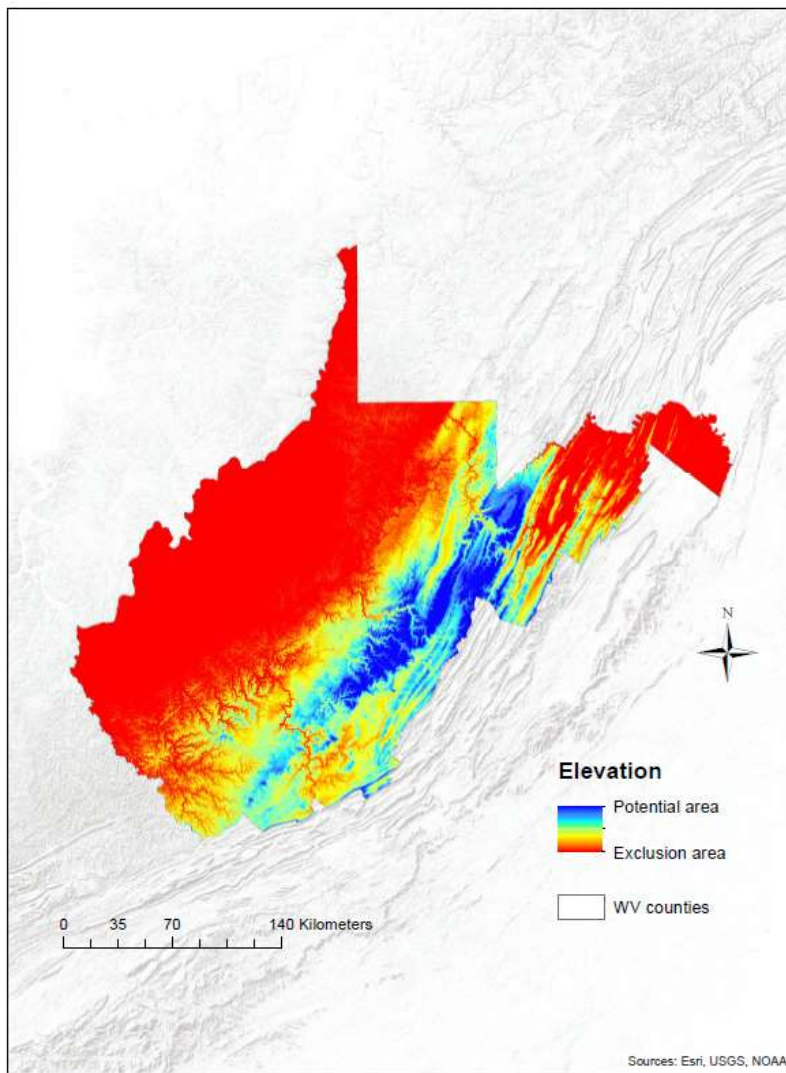 N
Elevation
Potential area
Exclusion area
WV counties
0 35 70 140 Kilometers
Sources: Esri, USGS, NOAA